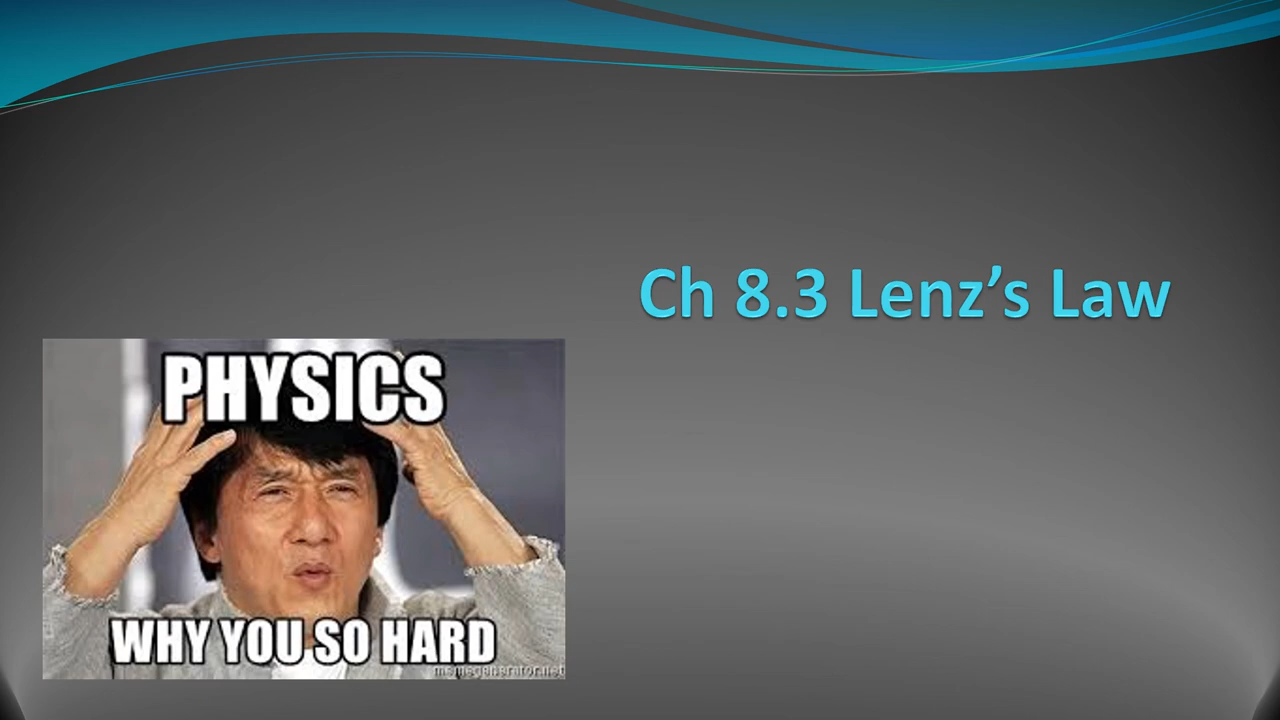 Ch 8.3 Lenz’s Law
PHYSICS
WHY YOU SO HARD
memegenerator.net